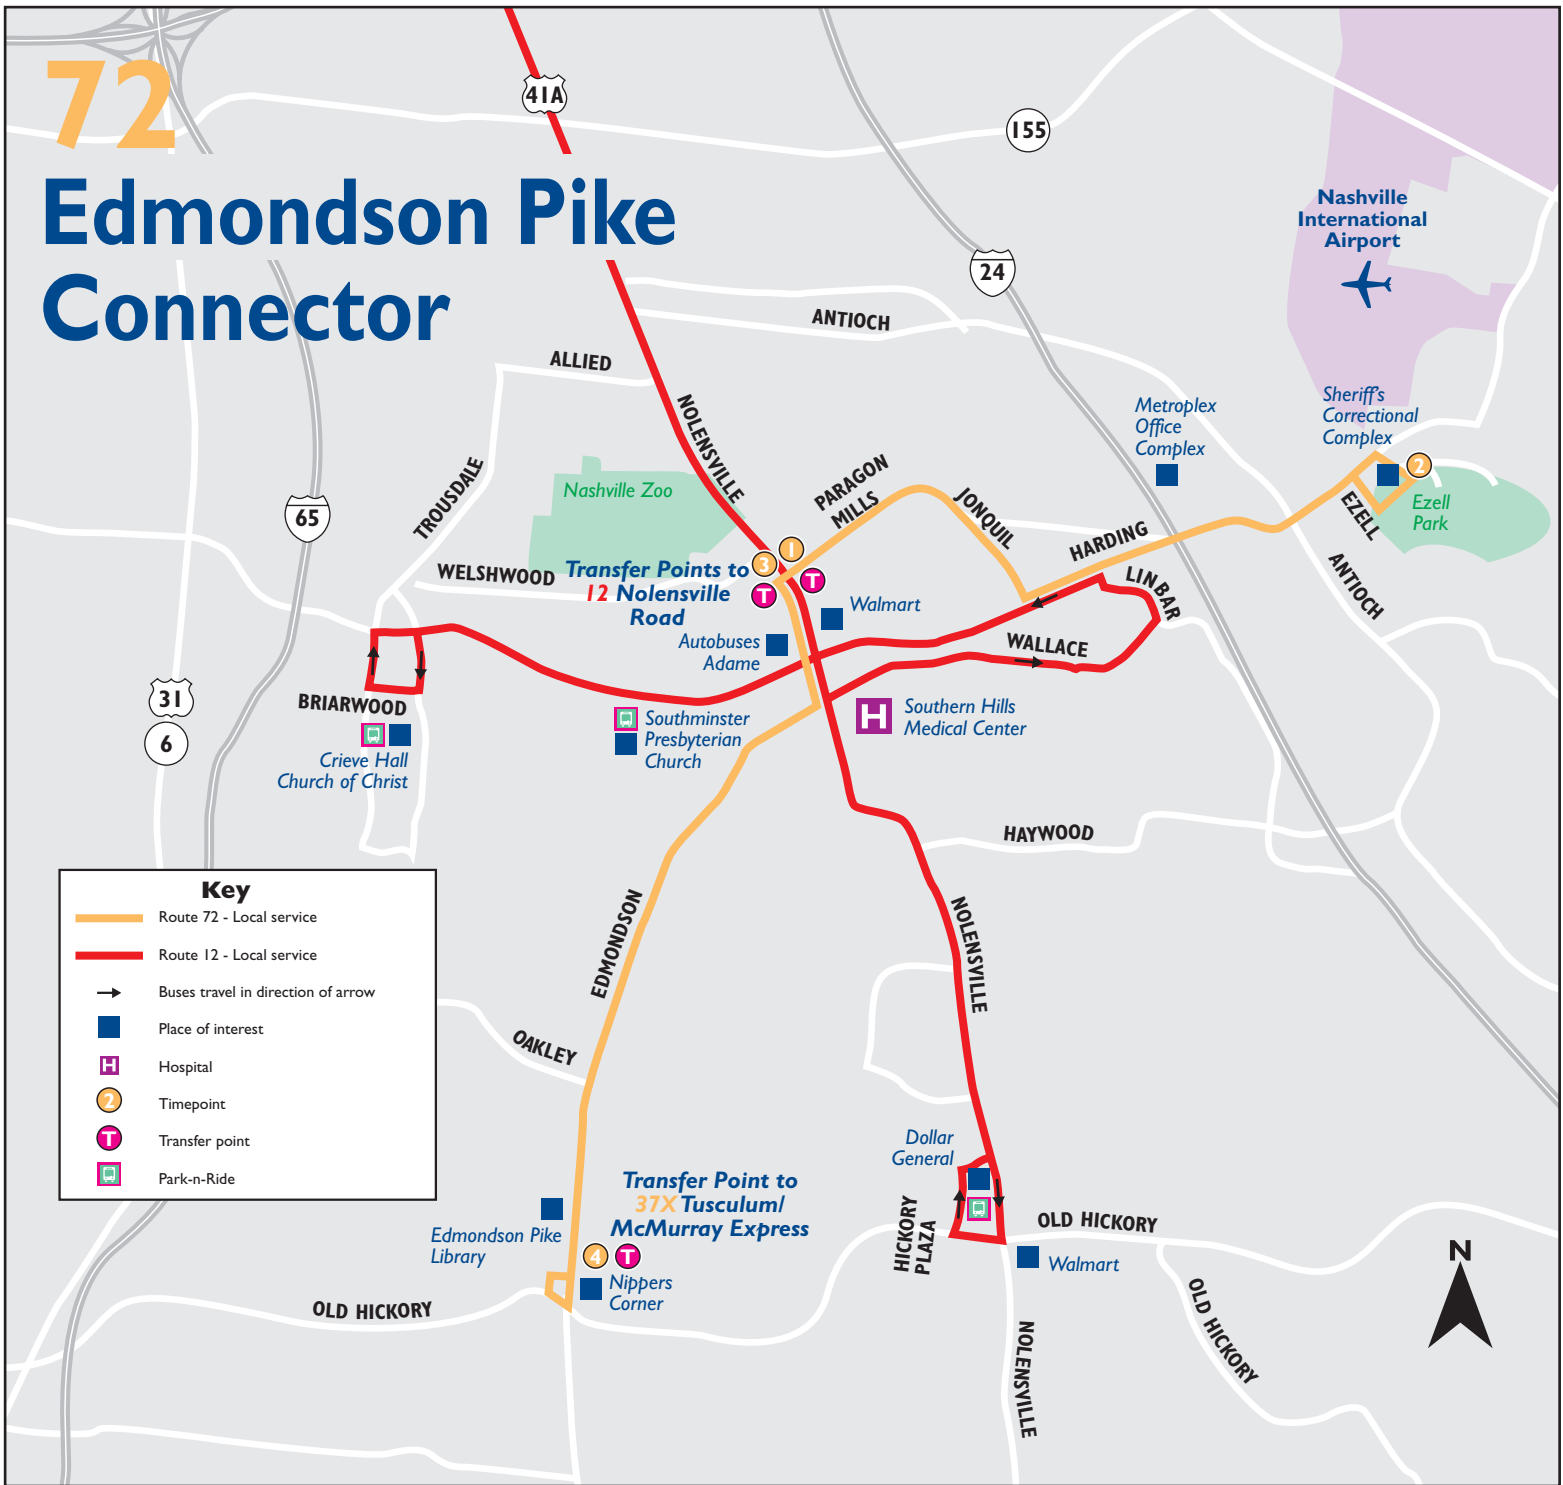 72
Edmondson Pike
Connector
41A
155
24
Nashville
International
Airport
ANTIOCH
ALLIED
NOLENSVILLE
Metroplex
Office
Complex
Sheriff's
Correctional
Complex
2
Ezell
Park
EZELL
ANTIOCH
TROUSDALE
65
Nashville Zoo
PARAGON
MILLS
JONQUIL
HARDING
LINBAR
WELSHWOOD
1
3
T
T
Transfer Points to
12 Nolensville
Road
Walmart
Autobuses
Adame
WALLACE
31
6
BRIARWOOD
Crieve Hall
Church of Christ
Southminster
Presbyterian
Church
H
Southern Hills
Medical Center
HAYWOOD
EDMONDSON
NOLENSVILLE
OAKLEY
Key
Route 72 - Local service
Route 12 - Local service
Buses travel in direction of arrow
Place of interest
H
Hospital
2
Timepoint
T
Transfer point
Park-n-Ride
Dollar
General
Transfer Point to
37X Tusculum/
McMurray Express
Edmondson Pike
Library
4
T
Nippers
Corner
HICKORY
PLAZA
OLD HICKORY
Walmart
OLD HICKORY
OLD HICKORY
NOLENSVILLE
N